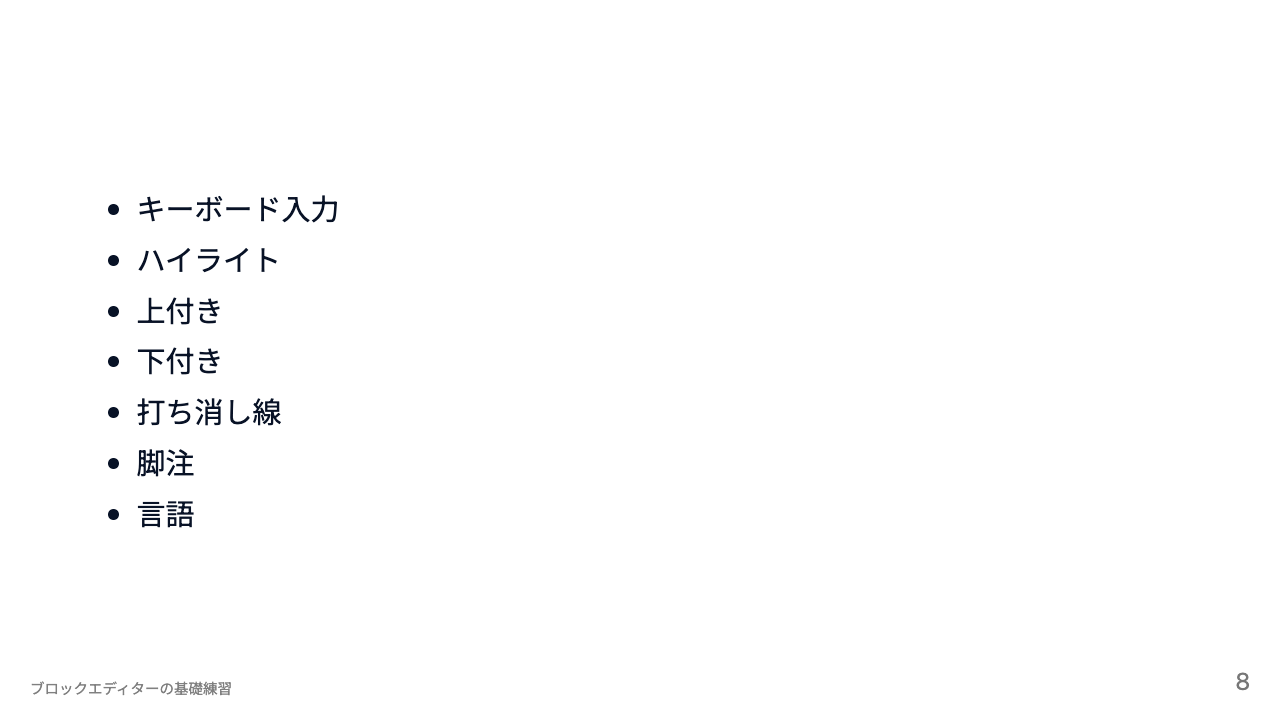 キーボード入力
ハイライト
上付き
下付き
打ち消し線
脚注
言語
ブロックエディターの基礎練習
8